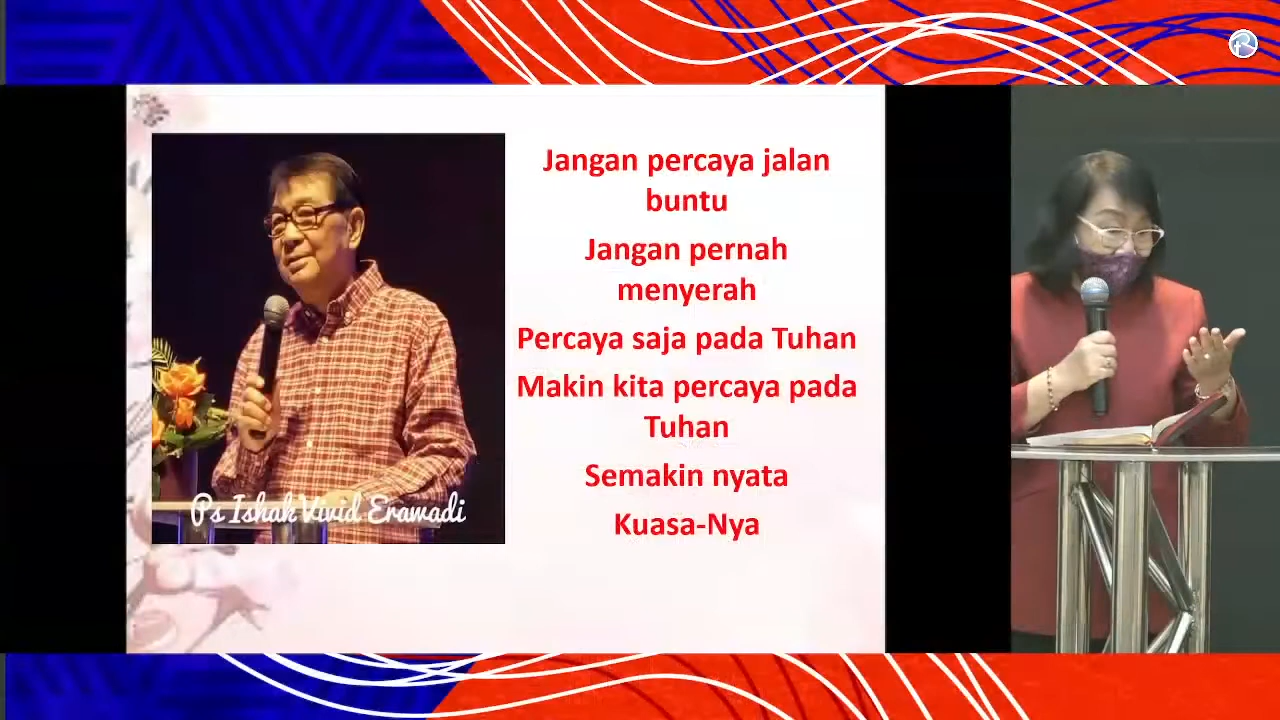 Jangan percaya jalan
buntu
Jangan pernah
menyerah
Percaya saja pada Tuhan
Makin kita percaya pada
Tuhan
Semakin nyata
Kuasa-Nya
Ps Ishak Vivid Erawadi